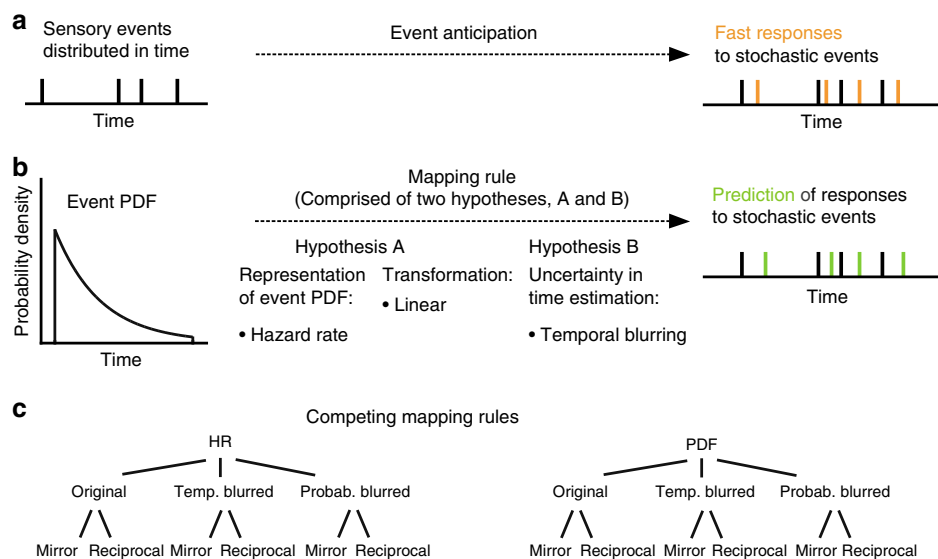 a
Sensory events
distributed in time
Time
Event anticipation
Fast responses
to stochastic events
Time
b
Probability density
Event PDF
Time
Mapping rule
(Comprised of two hypotheses, A and B)
Hypothesis A
Representation
of event PDF:
• Hazard rate
Transformation:
• Linear
Hypothesis B
Uncertainty in
time estimation:
• Temporal blurring
Prediction of responses
to stochastic events
Time
c
Competing mapping rules
HR
Original Temp. blurred Probab. blurred
Mirror Reciprocal Mirror Reciprocal Mirror Reciprocal
PDF
Original Temp. blurred Probab. blurred
Mirror Reciprocal Mirror Reciprocal Mirror Reciprocal